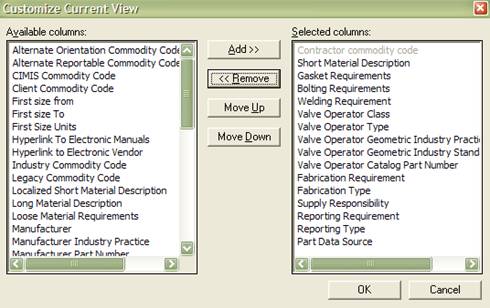 Customize Current View
Available columns:
Alternate Orientation Commodity Code
Alternate Reportable Commodity Code
CIMIS Commodity Code
Client Commodity Code
First size from
First size To
First Size Units
Hyperlink To Electronic Manuals
Hyperlink to Electronic Vendor
Industry Commodity Code
Legacy Commodity Code
Localized Short Material Description
Long Material Description
Loose Material Requirements
Manufacturer
Manufacturer Industry Practice
Manufacturer Part Number
Add >>
<< Remove
Move Up
Move Down
Selected columns:
Contractor commodity code
Short Material Description
Gasket Requirements
Bolting Requirements
Welding Requirement
Valve Operator Class
Valve Operator Type
Valve Operator Geometric Industry Practic
Valve Operator Geometric Industry Stand
Valve Operator Catalog Part Number
Fabrication Requirement
Fabrication Type
Supply Responsibility
Reporting Requirement
Reporting Type
Part Data Source
OK
Cancel